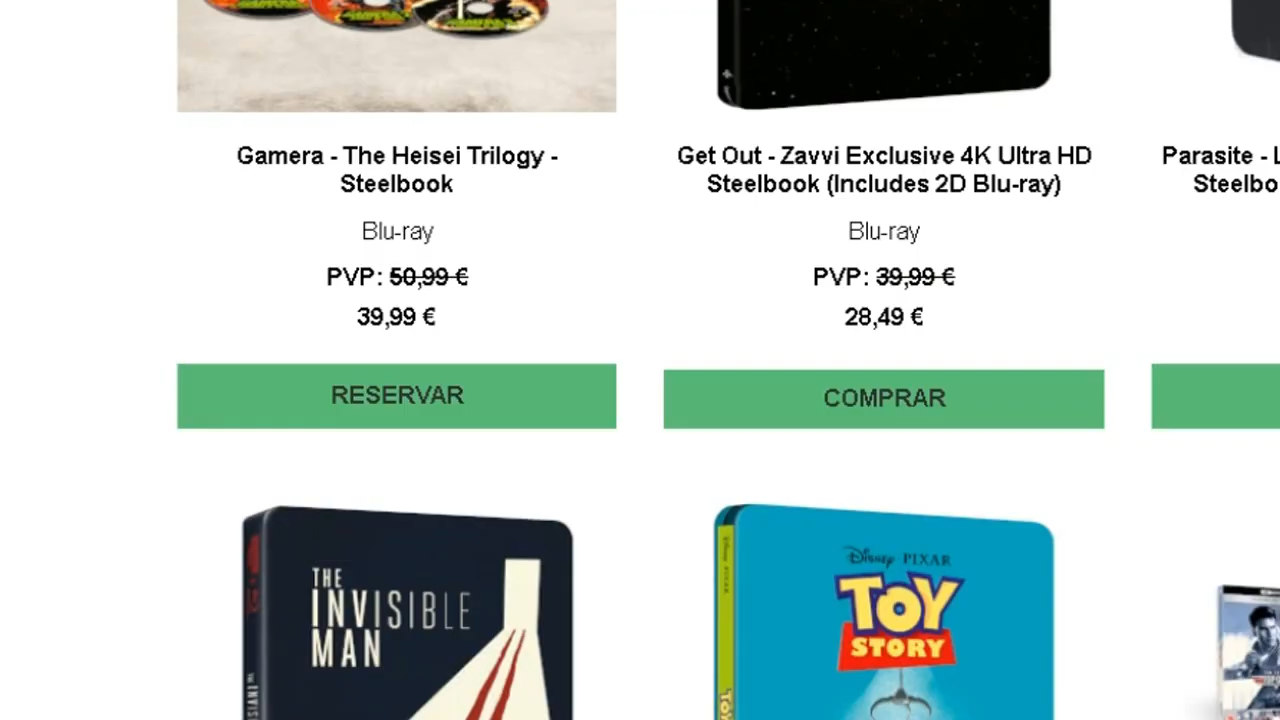 Gamera - The Heisei Trilogy -
Steelbook
Blu-ray
PVP: 50,99 €
39,99 €
RESERVAR
Get Out - Zavvi Exclusive 4K Ultra HD
Steelbook (Includes 2D Blu-ray)
Blu-ray
PVP: 39,99 €
28,49 €
COMPRAR
Parasite -
Steelbo
THE
INVISIBLE
MAN
Disney PIXAR
TOY
STORY